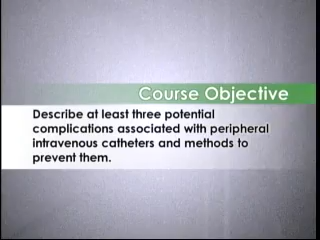 Course Objective
Describe at least three potential
complications associated with peripheral
intravenous catheters and methods to
prevent them.